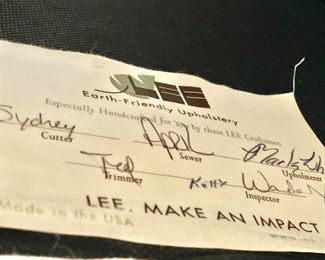 LEE
Earth-Friendly Upholstery
Especially Handcrafted for You by these LEE Craftsmen
Sydney
Cutter Sewer Upholsterer
Ted
Trimmer Inspector
LEE. MAKE AN IMPACT
Made in the USA